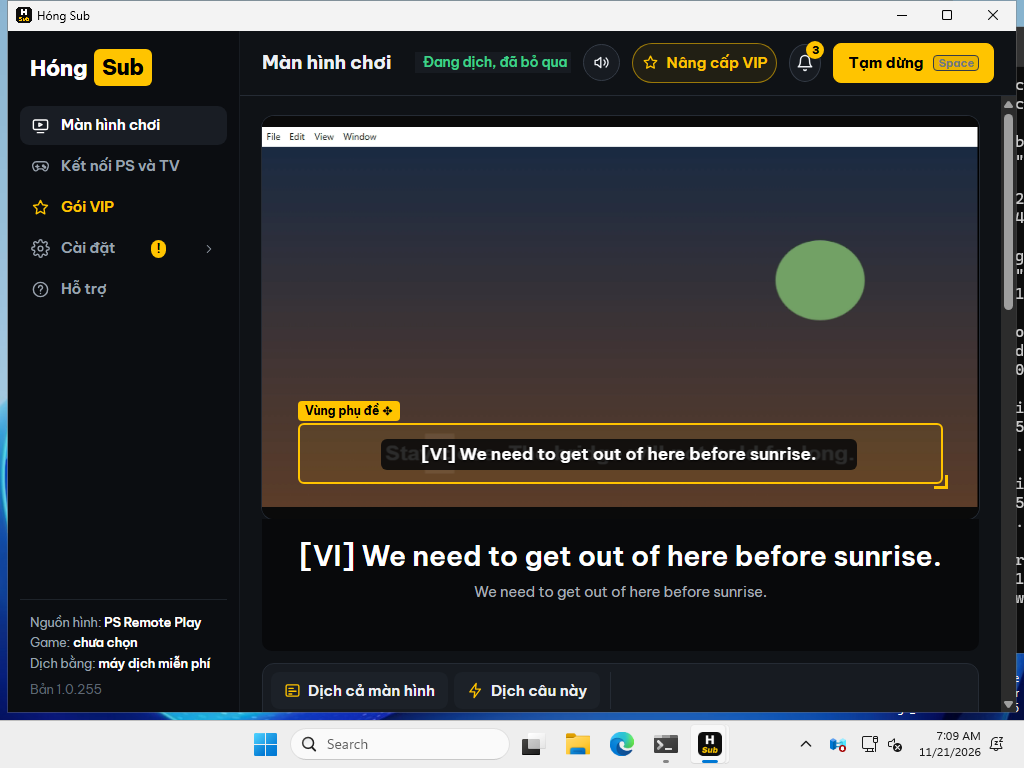 Hóng Sub
Hóng Sub
Màn hình chơi
Kết nối PS và TV
Gói VIP
Cài đặt !
Hỗ trợ
Nguồn hình: PS Remote Play
Game: chưa chọn
Dịch bằng: máy dịch miễn phí
Bản 1.0.255
Màn hình chơi
Đang dịch, đã bỏ qua
Nâng cấp VIP
3
Tạm dừng Space
File Edit View Window
Vùng phụ đề
[VI] We need to get out of here before sunrise.
[VI] We need to get out of here before sunrise.
We need to get out of here before sunrise.
Dịch cả màn hình
Dịch câu này
Search
H
Sub
7:09 AM
11/21/2026